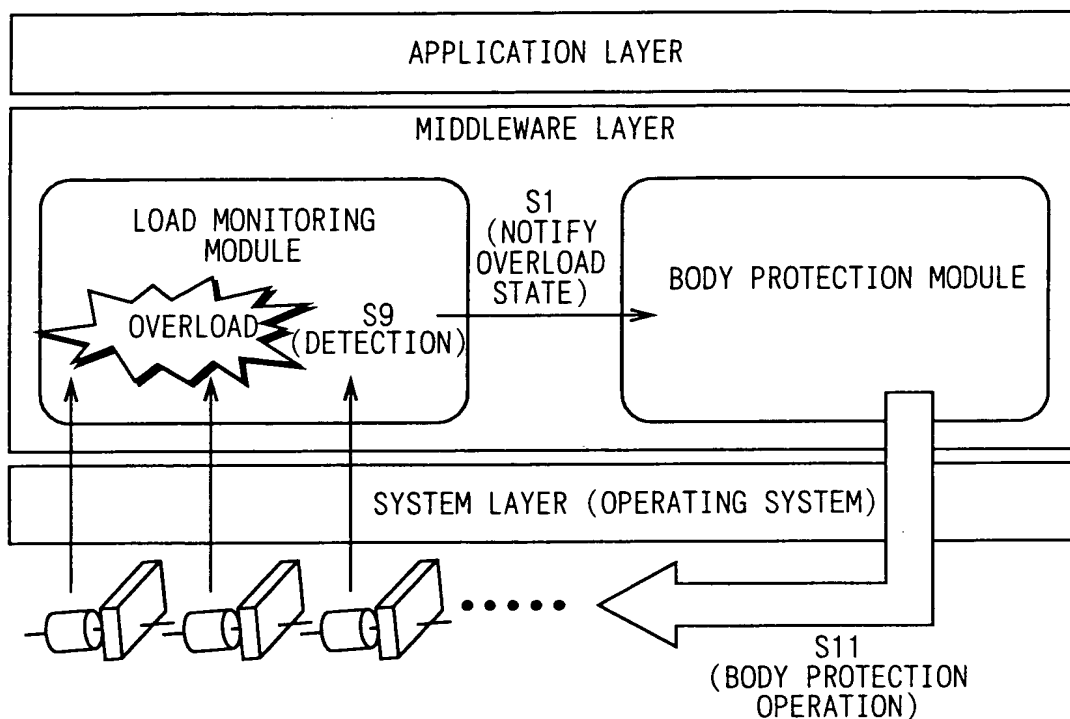 APPLICATION LAYER
MIDDLEWARE LAYER
LOAD MONITORING
MODULE
OVERLOAD
S9
(DETECTION)
S1
(NOTIFY
OVERLOAD
STATE)
BODY PROTECTION MODULE
SYSTEM LAYER (OPERATING SYSTEM)
S11
(BODY PROTECTION
OPERATION)